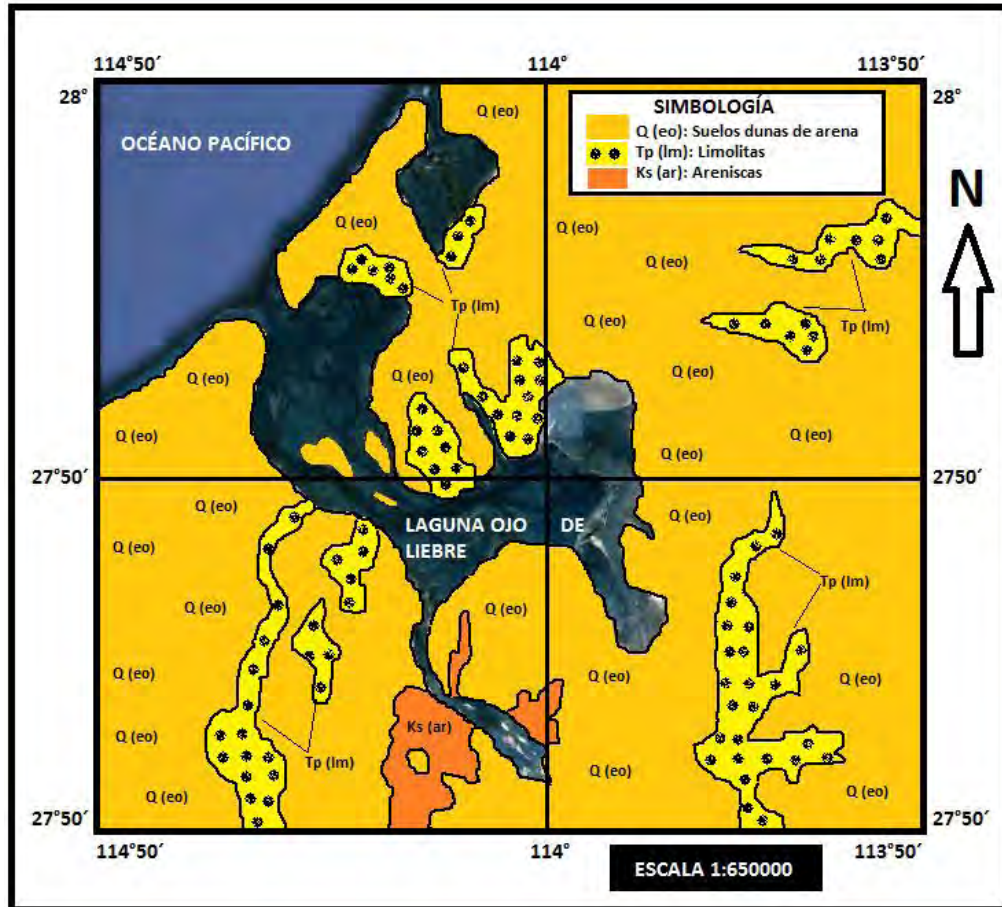 114°50´ 114° 113°50´
28° 28°
SIMBOLOGÍA
Q (eo): Suelos dunas de arena
Tp (lm): Limolitas
Ks (ar): Areniscas
OCÉANO PACÍFICO
N
Q (eo)
Q (eo)
Q (eo)
Q (eo)
Tp (lm)
Q (eo)
Tp (lm)
Q (eo)
Q (eo)
Q (eo)
Q (eo)
Q (eo)
Q (eo)
27°50´ 27°50´
Q (eo)
Q (eo)
LAGUNA OJO DE
LIEBRE
Q (eo)
Tp (lm)
Q (eo)
Q (eo)
Q (eo)
Q (eo)
Q (eo)
Ks (ar)
Q (eo)
Tp (lm)
Q (eo)
Q (eo)
Q (eo)
27°50´ 27°50´
114°50´ 114° 113°50´
ESCALA 1:650000